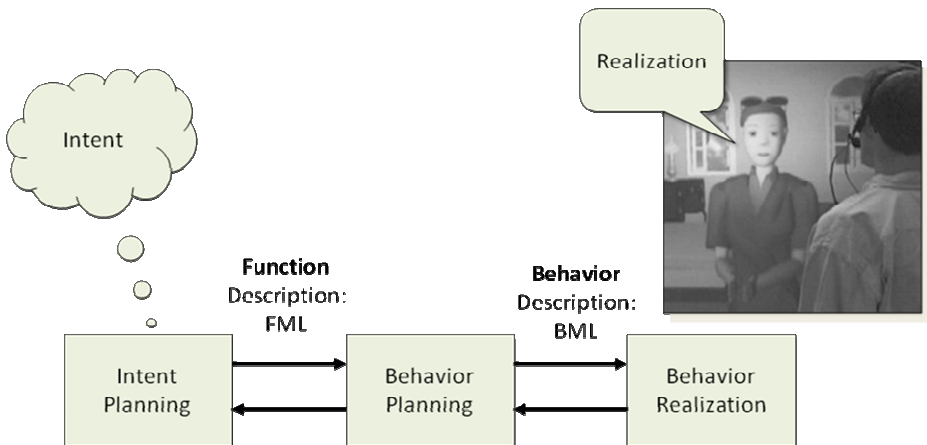 Realization
Intent
Function
Description:
FML
Behavior
Description:
BML
Intent
Planning
Behavior
Planning
Behavior
Realization